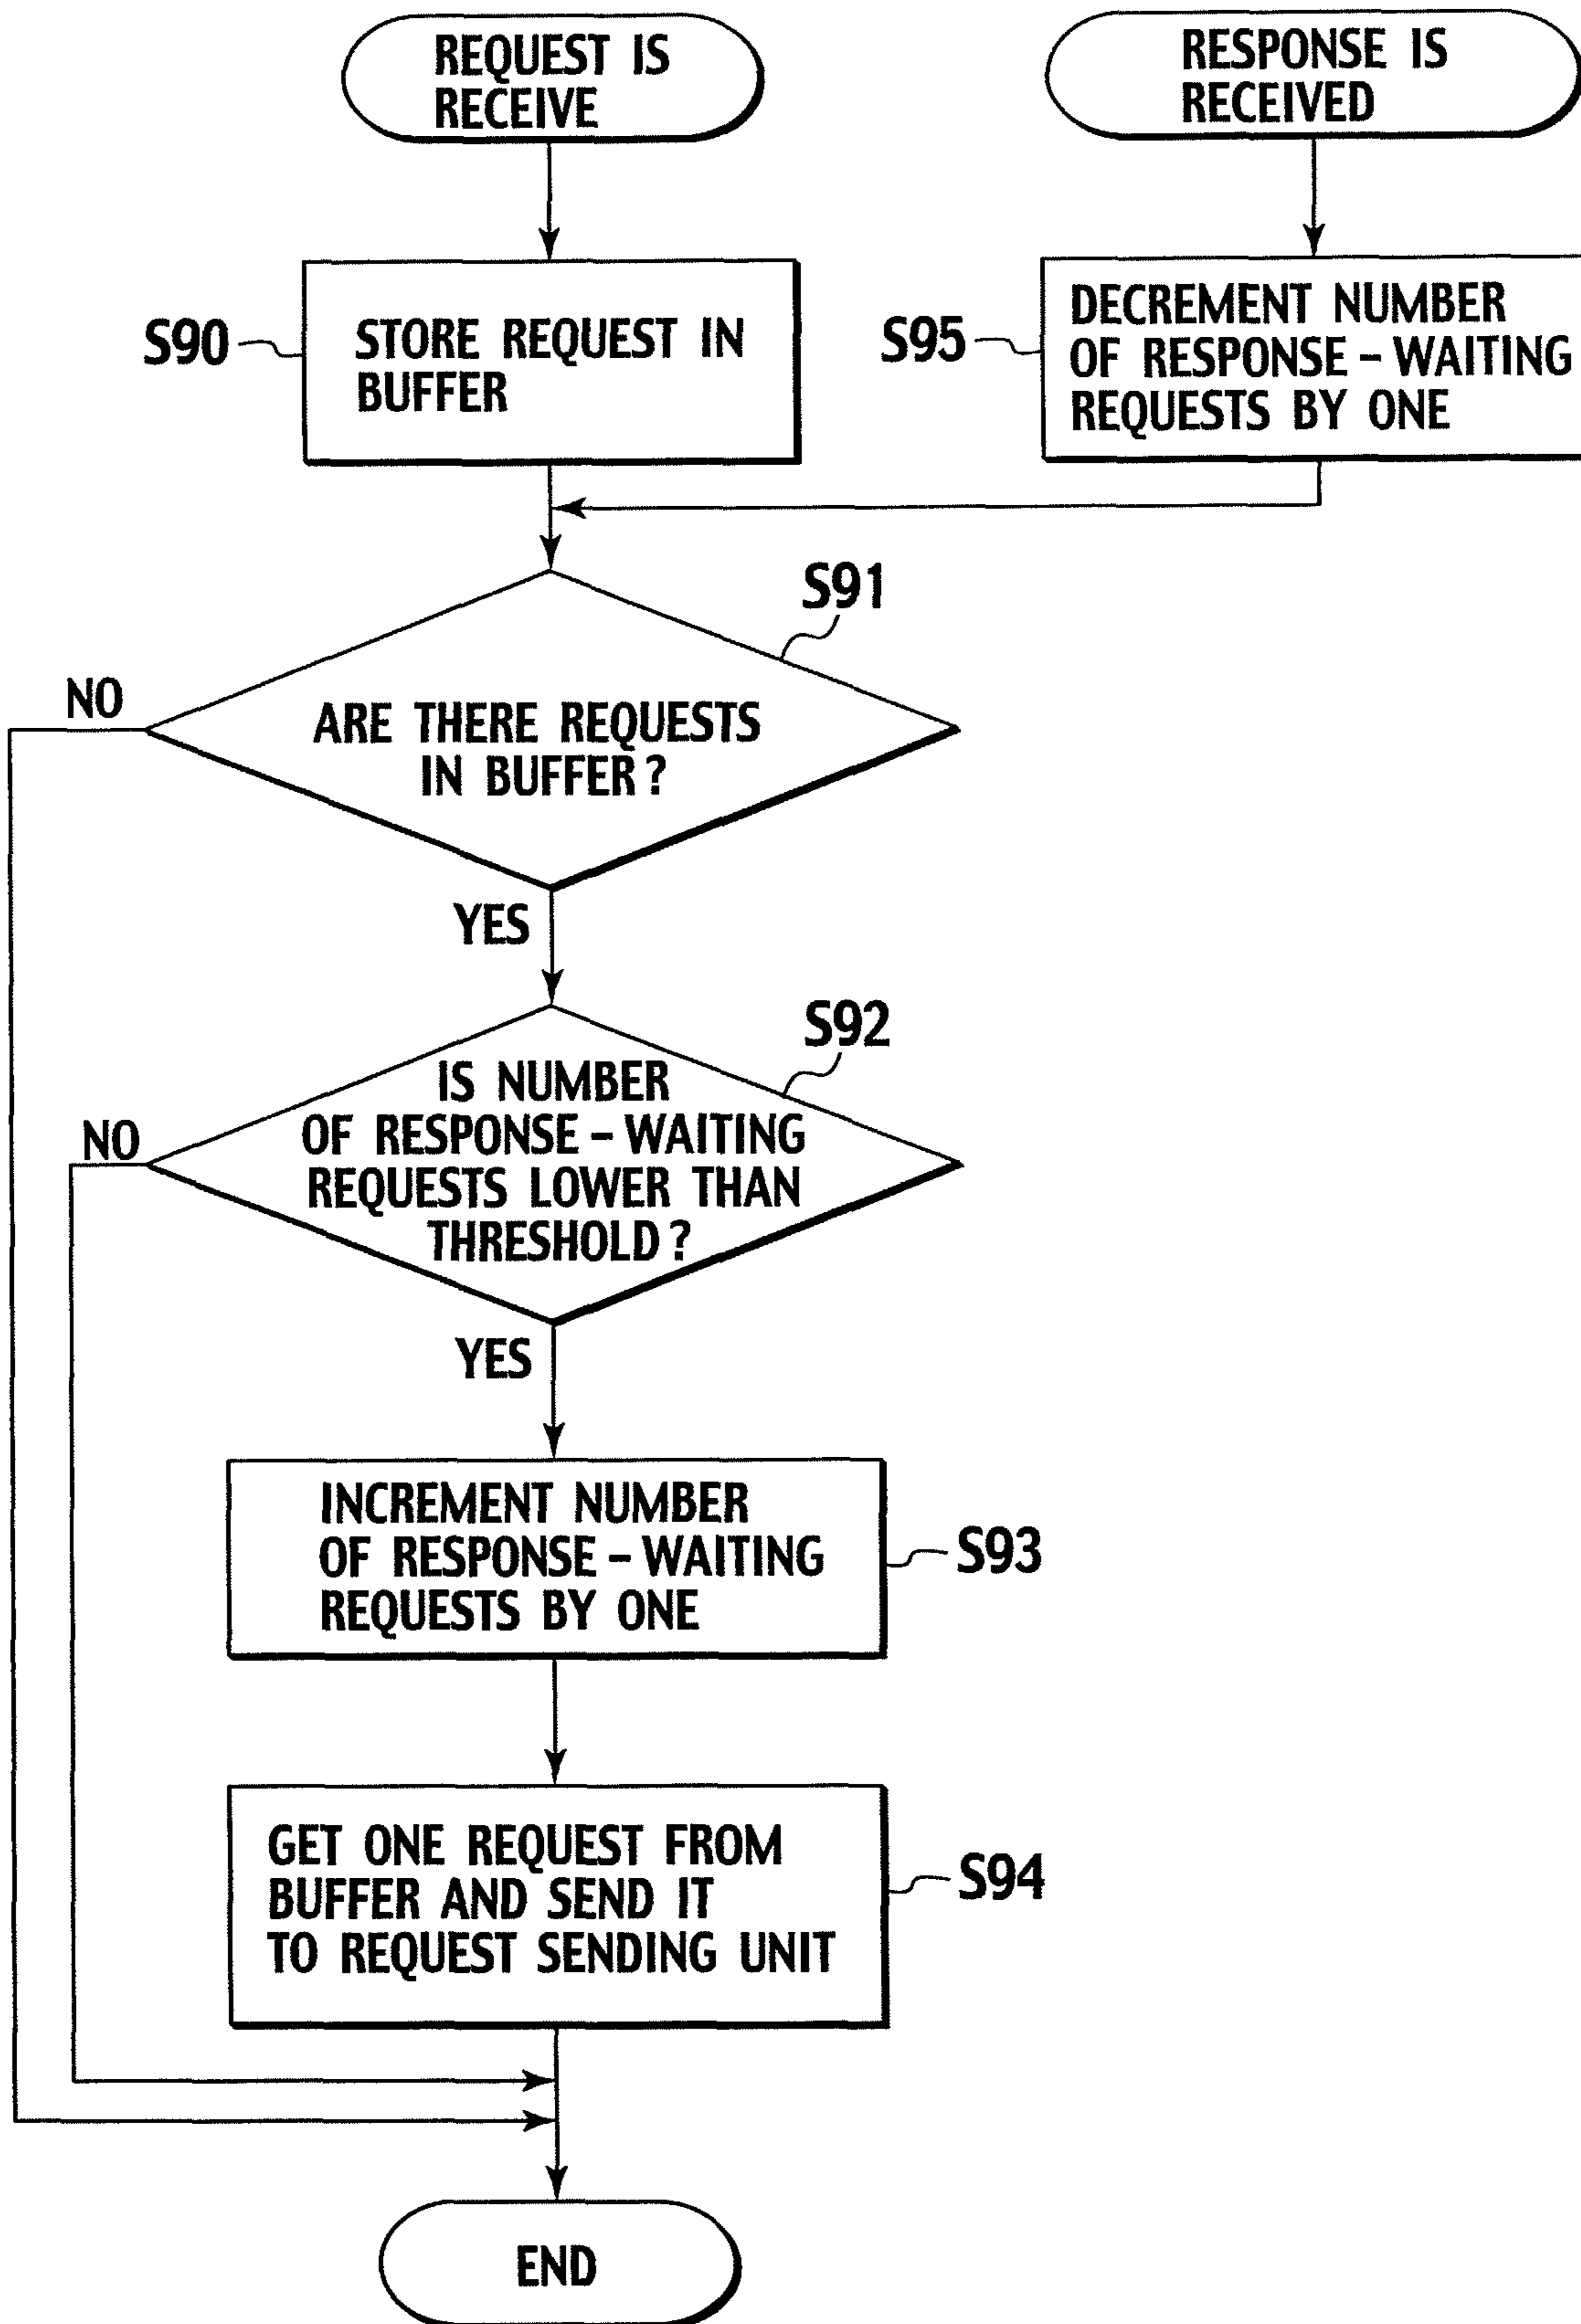 REQUEST IS
RECEIVE
RESPONSE IS
RECEIVED
S90
STORE REQUEST IN
BUFFER
S95
DECREMENT NUMBER
OF RESPONSE – WAITING
REQUESTS BY ONE
S91
NO
ARE THERE REQUESTS
IN BUFFER ?
YES
S92
NO
IS NUMBER
OF RESPONSE – WAITING
REQUESTS LOWER THAN
THRESHOLD ?
YES
INCREMENT NUMBER
OF RESPONSE – WAITING
REQUESTS BY ONE
S93
GET ONE REQUEST FROM
BUFFER AND SEND IT
TO REQUEST SENDING UNIT
S94
END